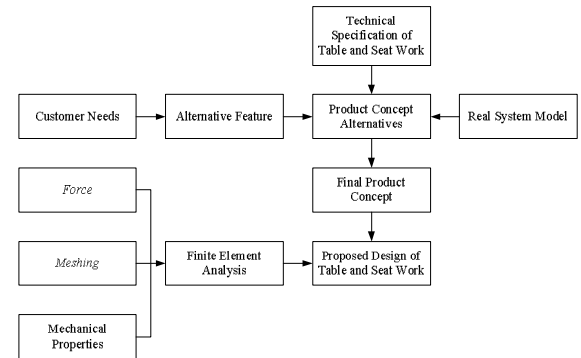 Technical
Specification of
Table and Seat Work
Customer Needs
Alternative Feature
Product Concept
Alternatives
Real System Model
Force
Final Product
Concept
Meshing
Finite Element
Analysis
Proposed Design of
Table and Seat Work
Mechanical
Properties